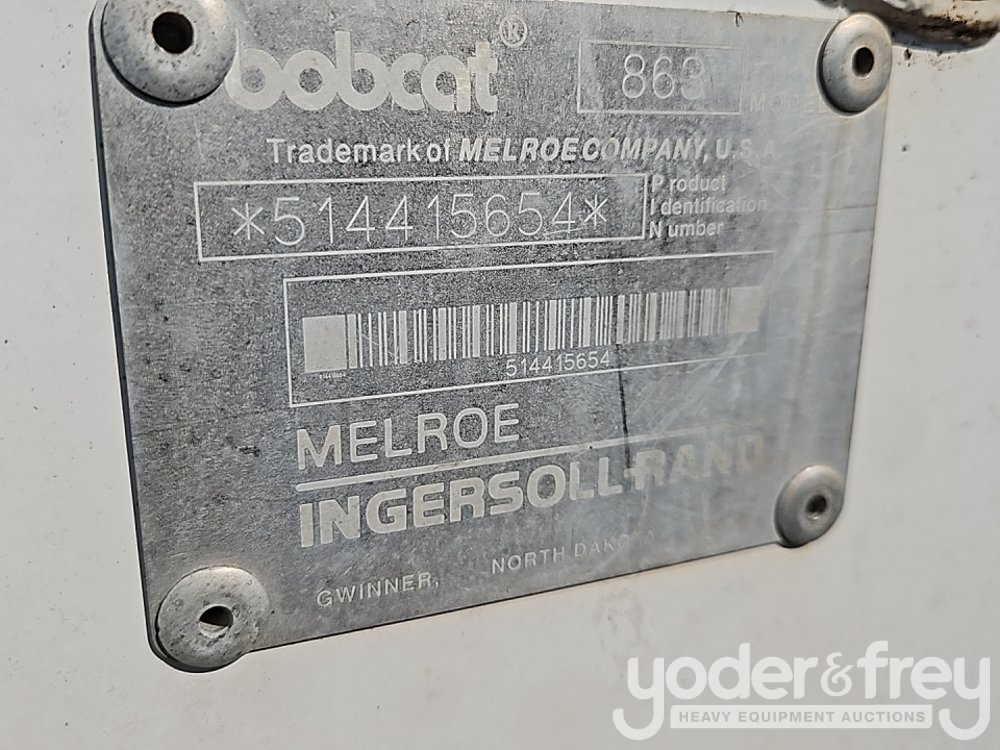 bobcat®
863 MODEL
Trademark of MELROE COMPANY, U.S.A.
*514415654*
Product
Identification
Number
514415654
MELROE
INGERSOLL-RAND
GWINNER, NORTH DAKOTA
yoder&frey
HEAVY EQUIPMENT AUCTIONS